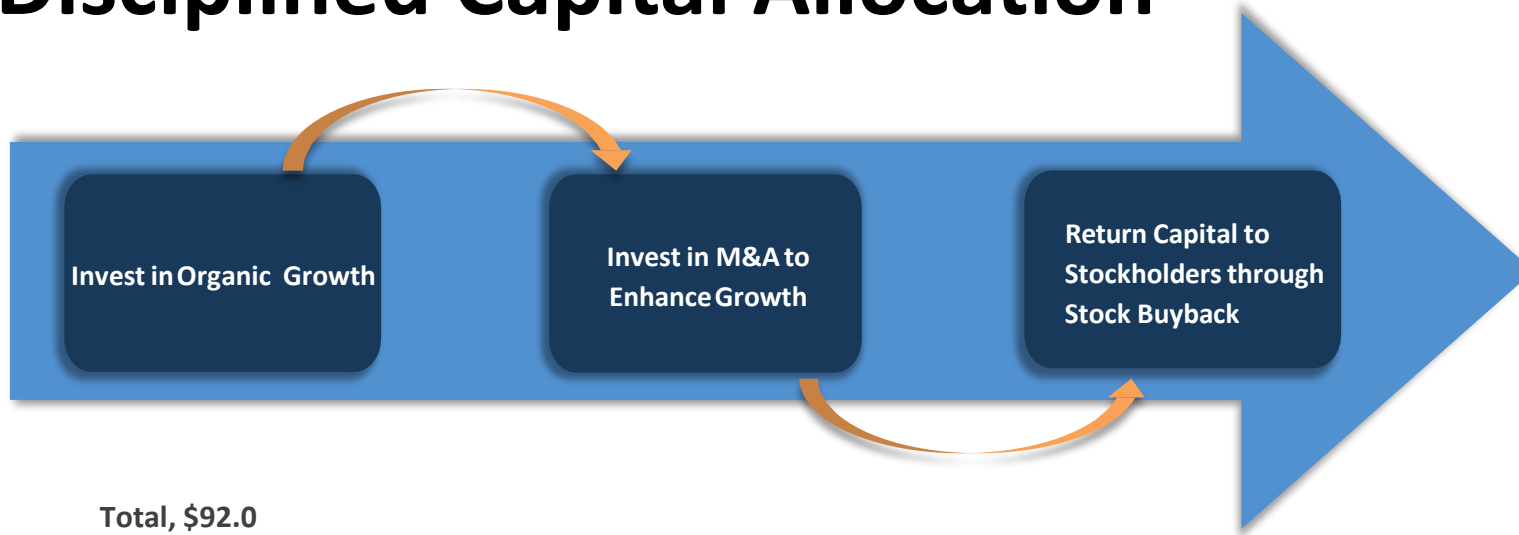 Disciplined Capital Allocation
Invest in Organic Growth
Invest in M&A to
Enhance Growth
Return Capital to
Stockholders through
Stock Buyback
Total, $92.0